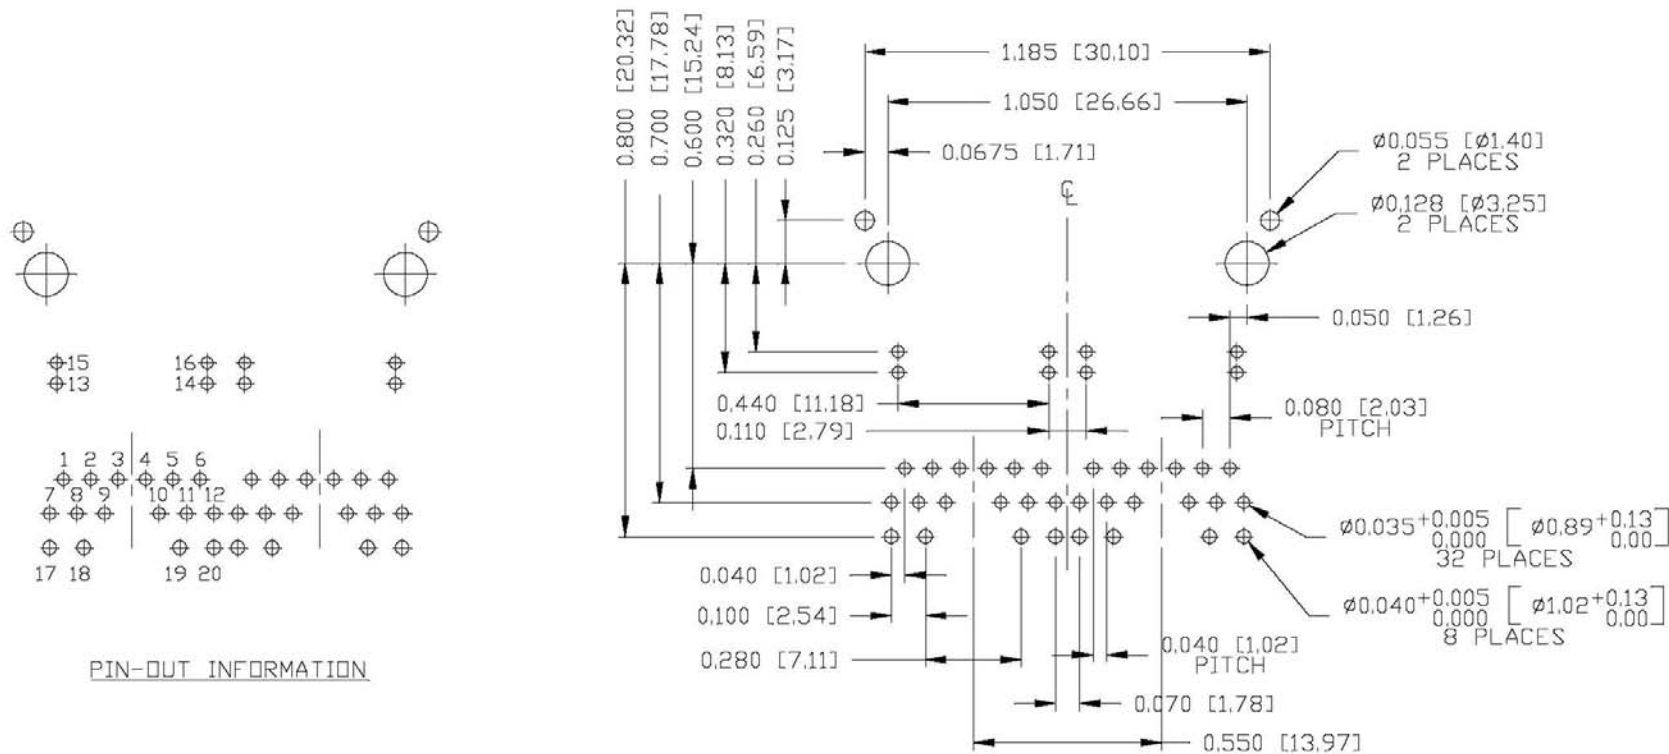 0.800 [20.32]
0.700 [17.78]
0.600 [15.24]
0.320 [8.13]
0.260 [6.59]
0.125 [3.17]
1.185 [30.10]
1.050 [26.66]
0.0675 [1.71]
Ø0.055 [Ø1.40]
2 PLACES
Ø0.128 [Ø3.25]
2 PLACES
℄
0.050 [1.26]
0.440 [11.18]
0.110 [2.79]
0.080 [2.03]
PITCH
Ø0.035+0.005 0.000 [Ø0.89+0.13 0.00]
32 PLACES
Ø0.040+0.005 0.000 [Ø1.02+0.13 0.00]
8 PLACES
0.040 [1.02]
0.100 [2.54]
0.280 [7.11]
0.040 [1.02]
PITCH
0.070 [1.78]
0.550 [13.97]
15 16
13 14
1 2 3 4 5 6
7 8 9 10 11 12
17 18 19 20
PIN-OUT INFORMATION